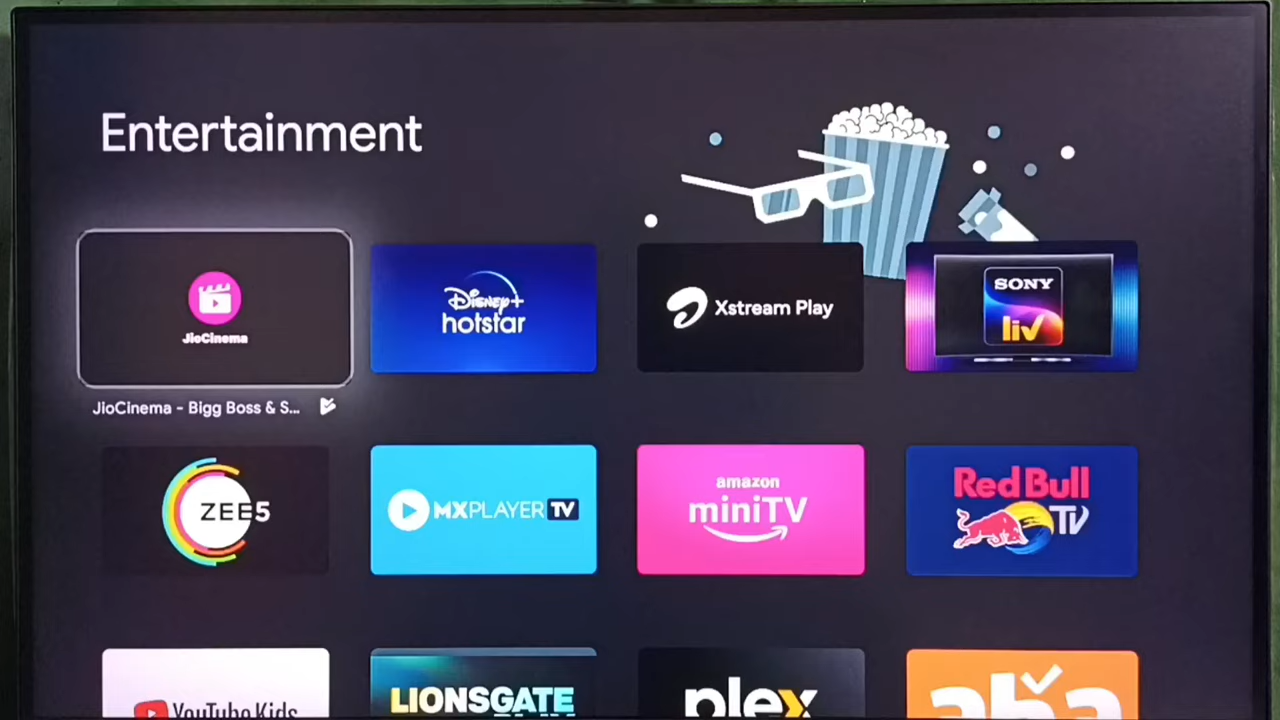 Entertainment
JioCinema
Disney+
hotstar
Xstream Play
SONY
liv
JioCinema - Bigg Boss & S...
ZEE5
MXPLAYER TV
amazon
miniTV
Red Bull
TV
YouTube Kids
LIONSGATE
PLAY
plex
aha